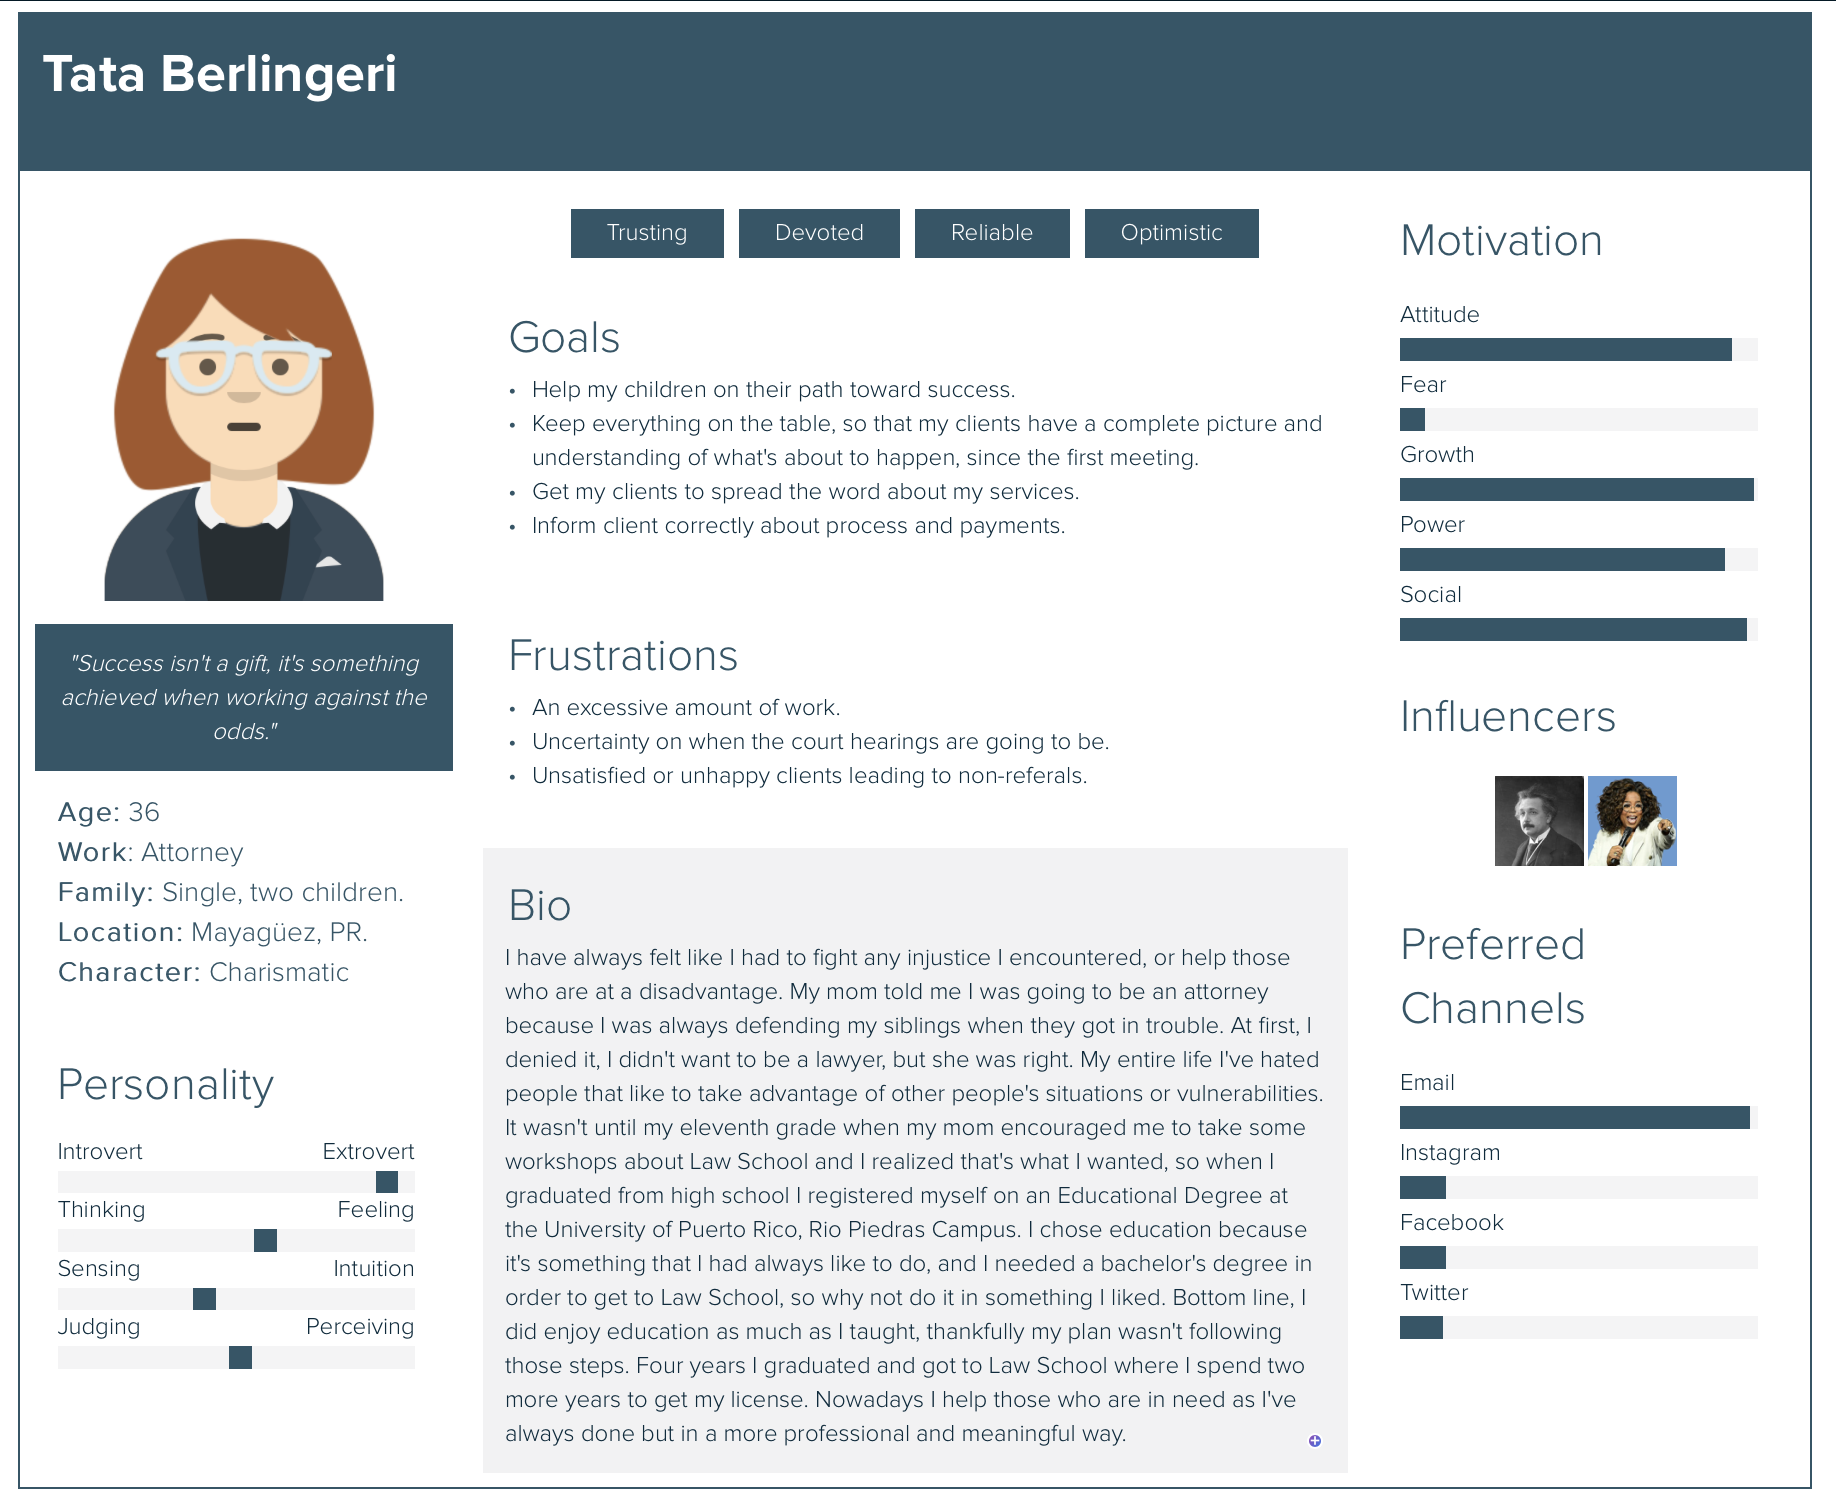 Tata Berlingeri
"Success isn't a gift, it's something
achieved when working against the
odds."
Age: 36
Work: Attorney
Family: Single, two children.
Location: Mayagüez, PR.
Character: Charismatic
Personality
Introvert Extrovert
Thinking Feeling
Sensing Intuition
Judging Perceiving
Trusting Devoted Reliable Optimistic
Goals
• Help my children on their path toward success.
• Keep everything on the table, so that my clients have a complete picture and
understanding of what's about to happen, since the first meeting.
• Get my clients to spread the word about my services.
• Inform client correctly about process and payments.
Frustrations
• An excessive amount of work.
• Uncertainty on when the court hearings are going to be.
• Unsatisfied or unhappy clients leading to non-referals.
Bio
I have always felt like I had to fight any injustice I encountered, or help those
who are at a disadvantage. My mom told me I was going to be an attorney
because I was always defending my siblings when they got in trouble. At first, I
denied it, I didn't want to be a lawyer, but she was right. My entire life I've hated
people that like to take advantage of other people's situations or vulnerabilities.
It wasn't until my eleventh grade when my mom encouraged me to take some
workshops about Law School and I realized that's what I wanted, so when I
graduated from high school I registered myself on an Educational Degree at
the University of Puerto Rico, Rio Piedras Campus. I chose education because
it's something that I had always like to do, and I needed a bachelor's degree in
order to get to Law School, so why not do it in something I liked. Bottom line, I
did enjoy education as much as I taught, thankfully my plan wasn't following
those steps. Four years I graduated and got to Law School where I spend two
more years to get my license. Nowadays I help those who are in need as I've
always done but in a more professional and meaningful way.
Motivation
Attitude
Fear
Growth
Power
Social
Influencers
Preferred
Channels
Email
Instagram
Facebook
Twitter